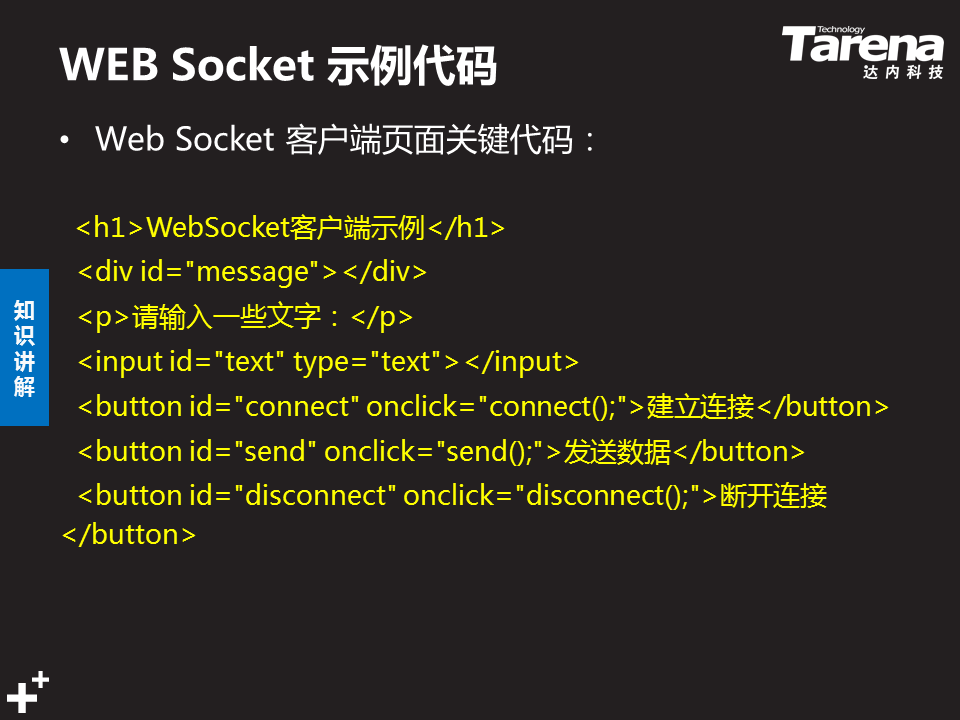 WEB Socket 示例代码
Technology
Tarena
达内科技
• Web Socket 客户端页面关键代码：
<h1>WebSocket客户端示例</h1>
<div id="message"></div>
<p>请输入一些文字：</p>
<input id="text" type="text"></input>
<button id="connect" onclick="connect();">建立连接</button>
<button id="send" onclick="send();">发送数据</button>
<button id="disconnect" onclick="disconnect();">断开连接
</button>
知识讲解